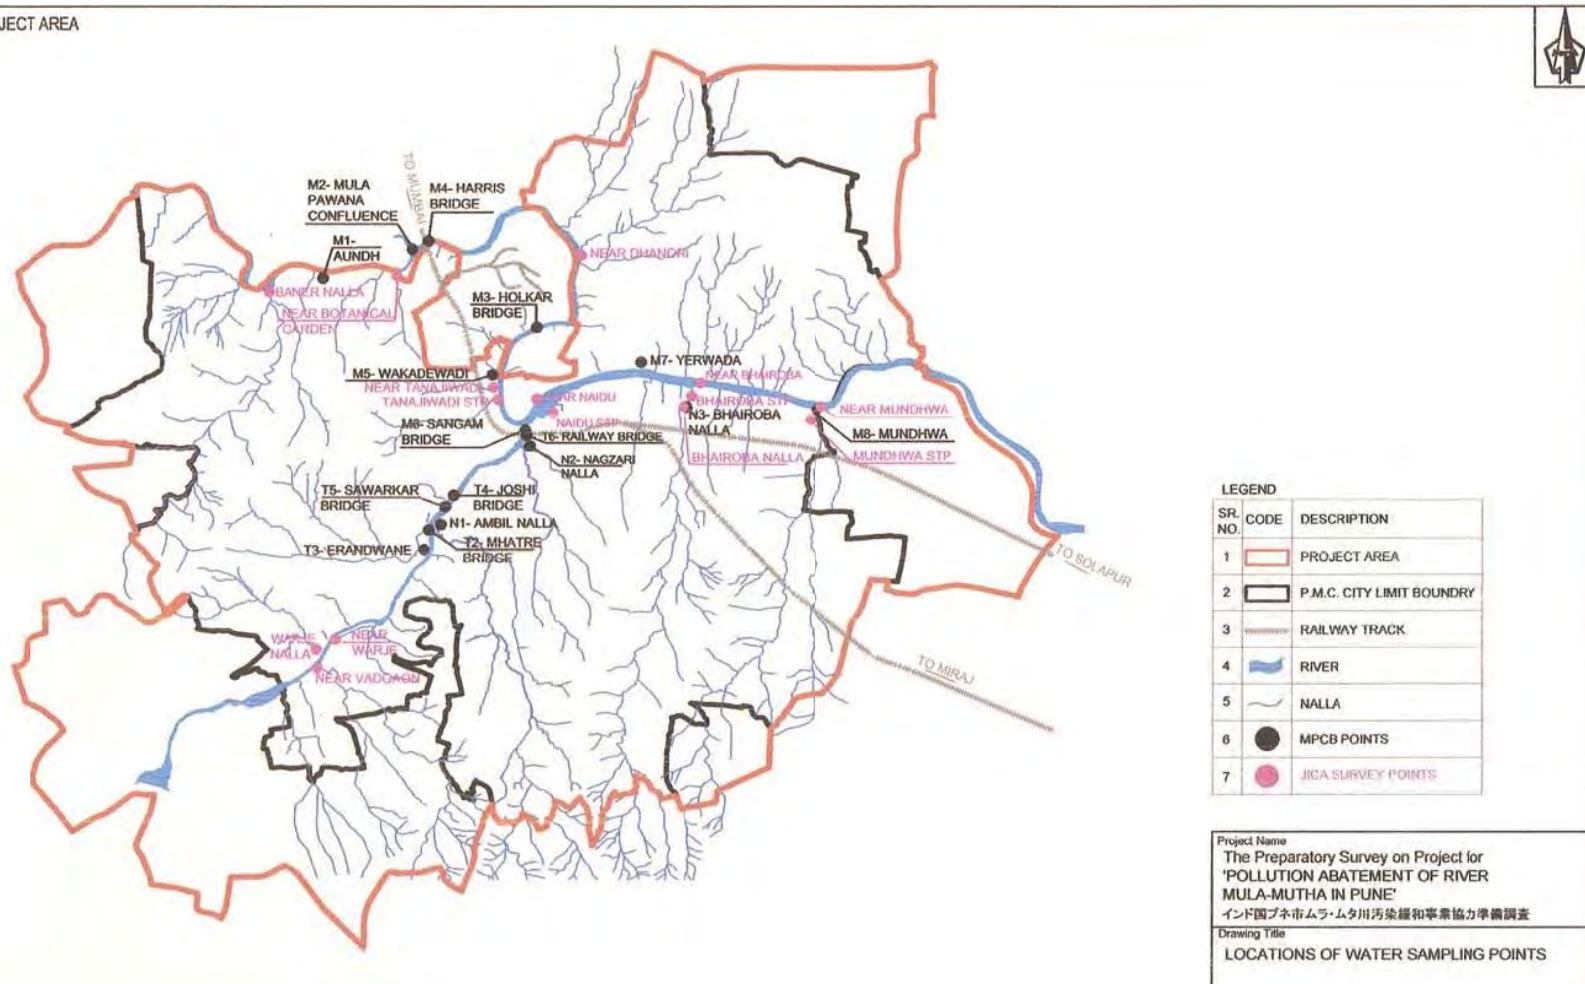 JECT AREA
TO MUMBAI
M2- MULA
PAWANA
CONFLUENCE
M4- HARRIS
BRIDGE
M1-
AUNDH
NEAR DHANORI
BANER NALLA
NEAR BOTANICAL
GARDEN
M3- HOLKAR
BRIDGE
M7- YERWADA
M5- WAKADEWADI
NEAR TANAJIWADI
TANAJIWADI STP
NEAR BHAIROBA
BHAIROBA STP
NEAR NAIDU
NAIDU STP
N3- BHAIROBA
NALLA
NEAR MUNDHWA
M8- MUNDHWA
MUNDHWA STP
M6- SANGAM
BRIDGE
T6- RAILWAY BRIDGE
N2- NAGZARI
NALLA
BHAIROBA NALLA
T5- SAWARKAR
BRIDGE
T4- JOSHI
BRIDGE
N1- AMBIL NALLA
T2- MHATRE
BRIDGE
T3- ERANDWANE
TO SOLAPUR
WARJE
NALLA
NEAR
WARJE
NEAR VADGAON
TO MIRAJ
LEGEND
SR. NO. CODE DESCRIPTION
1 PROJECT AREA
2 P.M.C. CITY LIMIT BOUNDRY
3 RAILWAY TRACK
4 RIVER
5 NALLA
6 MPCB POINTS
7 JICA SURVEY POINTS
Project Name
The Preparatory Survey on Project for
'POLLUTION ABATEMENT OF RIVER
MULA-MUTHA IN PUNE'
インド国プネ市ムラ・ムタ川汚染緩和事業協力準備調査
Drawing Title
LOCATIONS OF WATER SAMPLING POINTS